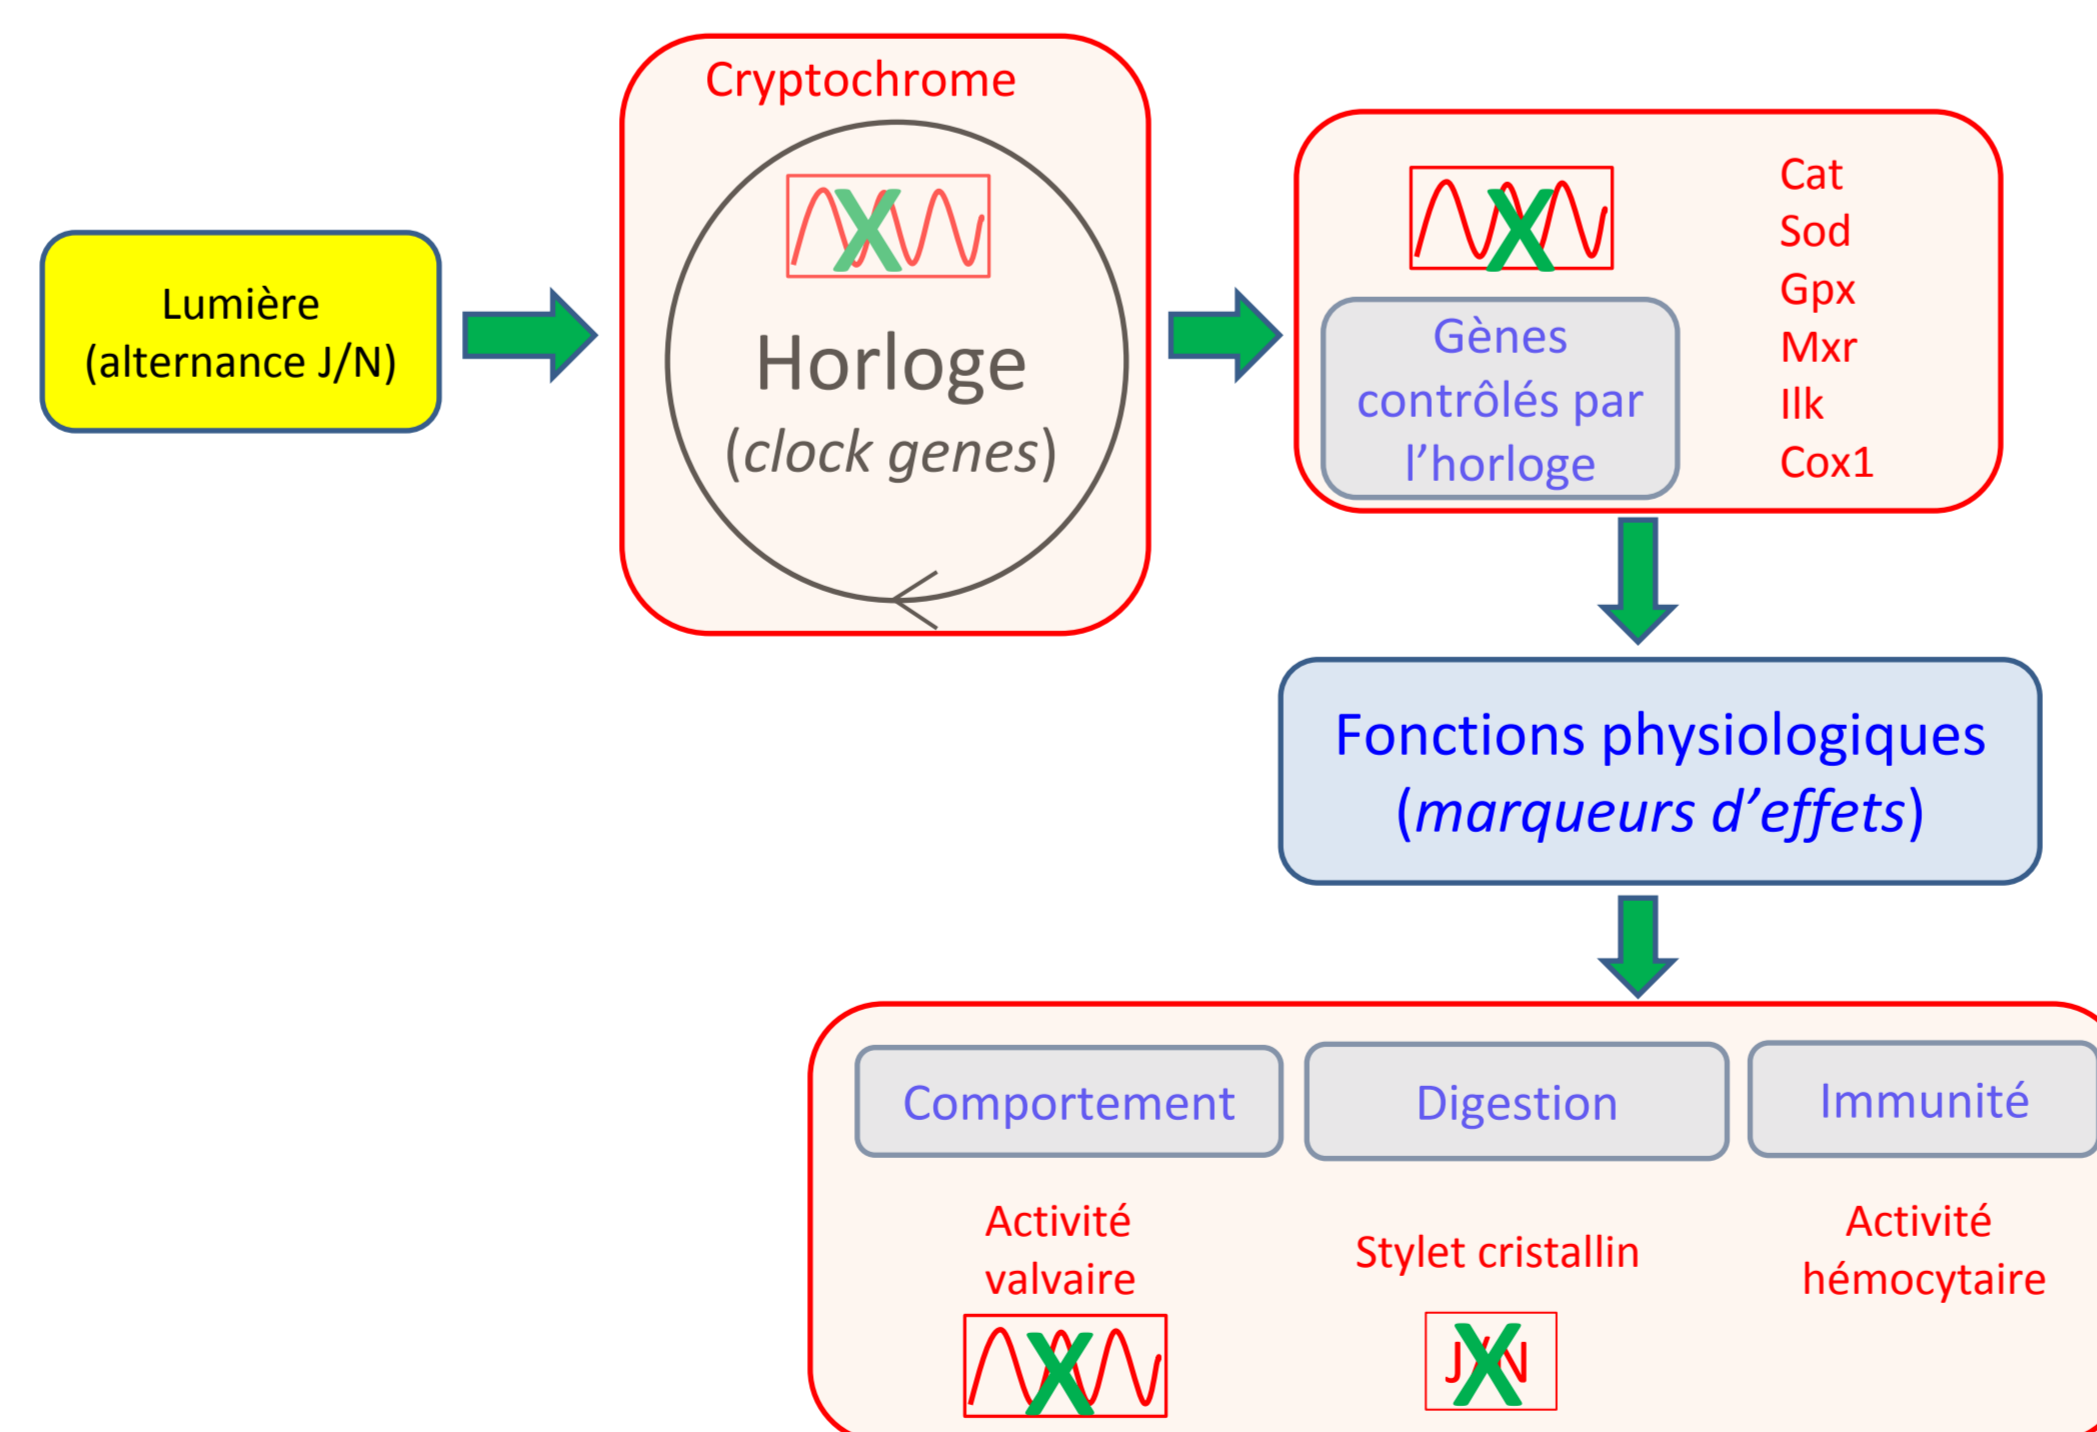 Cryptochrome
Lumière
(alternance J/N)
X
Horloge
(clock genes)
X
Gènes
contrôlés par
l'horloge
Cat
Sod
Gpx
Mxr
Ilk
Cox1
Fonctions physiologiques
(marqueurs d'effets)
Comportement
Digestion
Immunité
Activité
valvaire
X
Stylet cristallin
J/N
X
Activité
hémocytaire